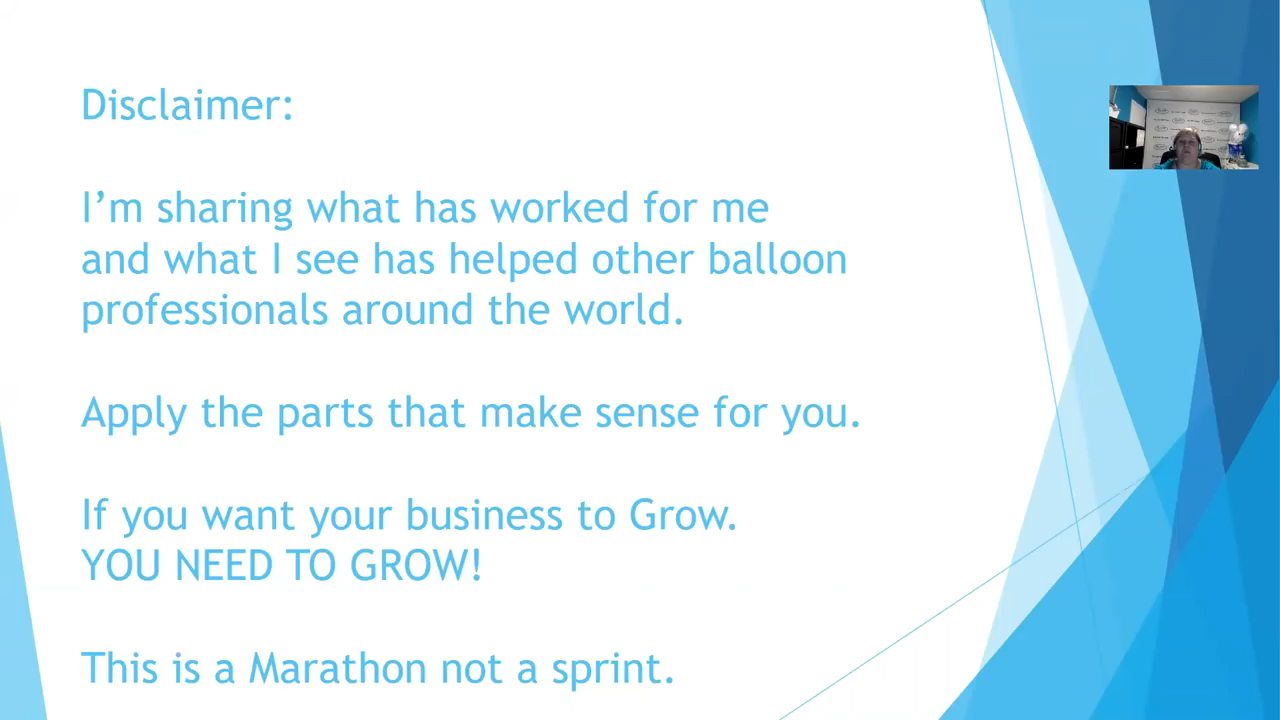 Disclaimer:
I’m sharing what has worked for me
and what I see has helped other balloon
professionals around the world.
Apply the parts that make sense for you.
If you want your business to Grow.
YOU NEED TO GROW!
This is a Marathon not a sprint.